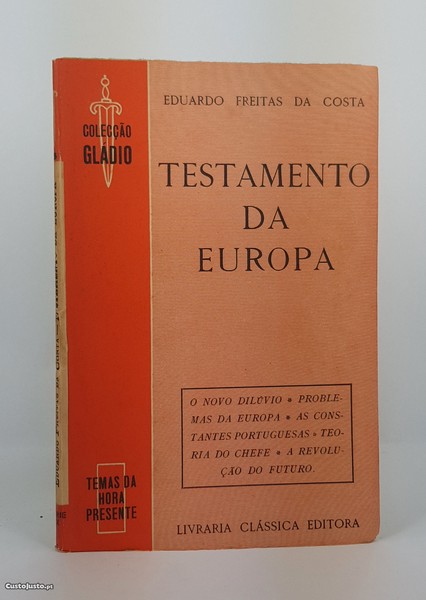 COLECÇÃO
GLÁDIO
EDUARDO FREITAS DA COSTA
TESTAMENTO
DA
EUROPA
O NOVO DILÚVIO • PROBLE-
MAS DA EUROPA • AS CONS-
TANTES PORTUGUESAS • TEO-
RIA DO CHEFE • A REVOLU-
ÇÃO DO FUTURO.
TEMAS DA
HORA
PRESENTE
LIVRARIA CLÁSSICA EDITORA
CustoJusto.pt